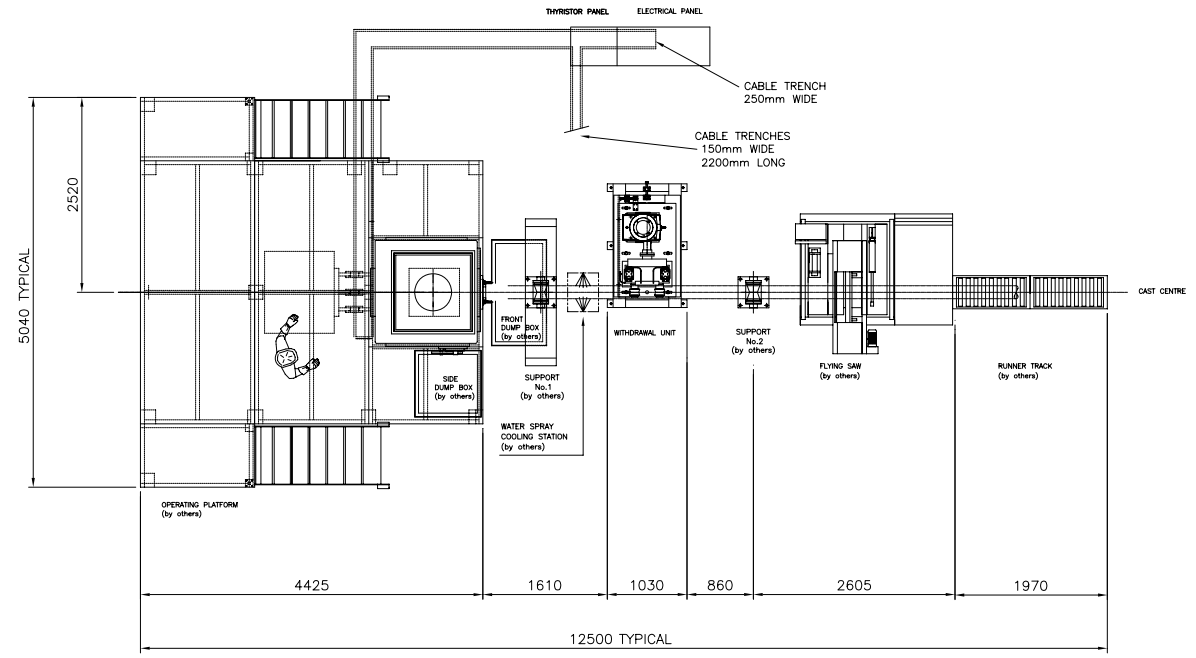 THYRISTOR PANEL
ELECTRICAL PANEL
CABLE TRENCH
250mm WIDE
CABLE TRENCHES
150mm WIDE
2200mm LONG
2520
5040 TYPICAL
CAST CENTRE
FRONT
DUMP BOX
(by others)
WITHDRAWAL UNIT
SUPPORT
No.2
(by others)
FLYING SAW
(by others)
RUNNER TRACK
(by others)
SIDE
DUMP BOX
(by others)
SUPPORT
No.1
(by others)
WATER SPRAY
COOLING STATION
(by others)
OPERATING PLATFORM
(by others)
4425
1610
1030
860
2605
1970
12500 TYPICAL